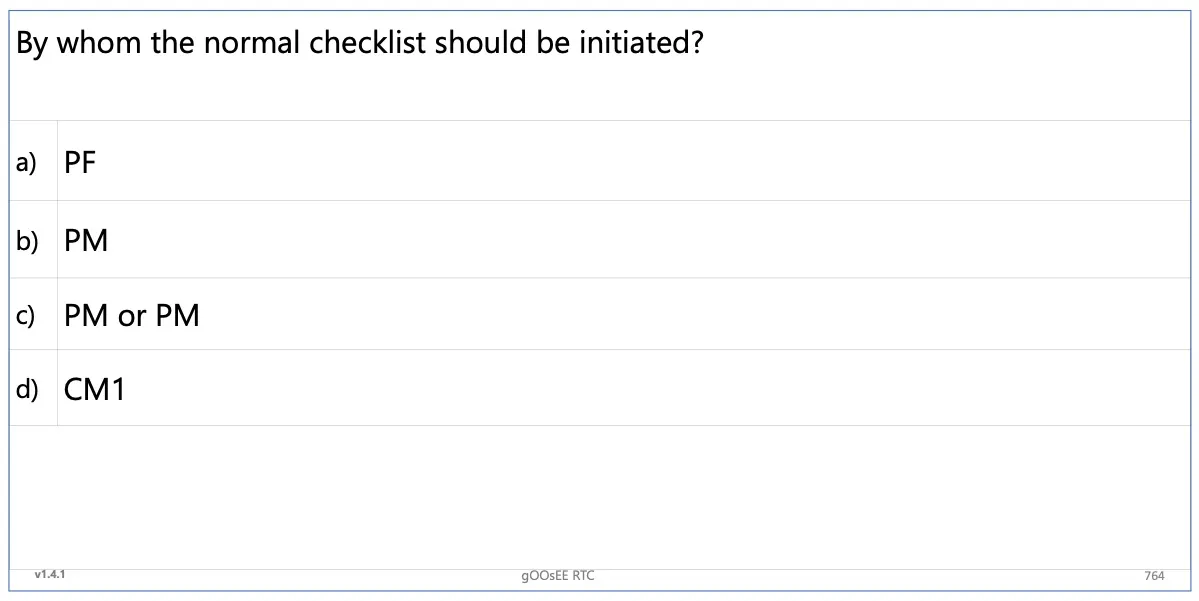 By whom the normal checklist should be initiated?
a) PF
b) PM
c) PM or PM
d) CM1
v1.4.1 gOOsEE RTC 764